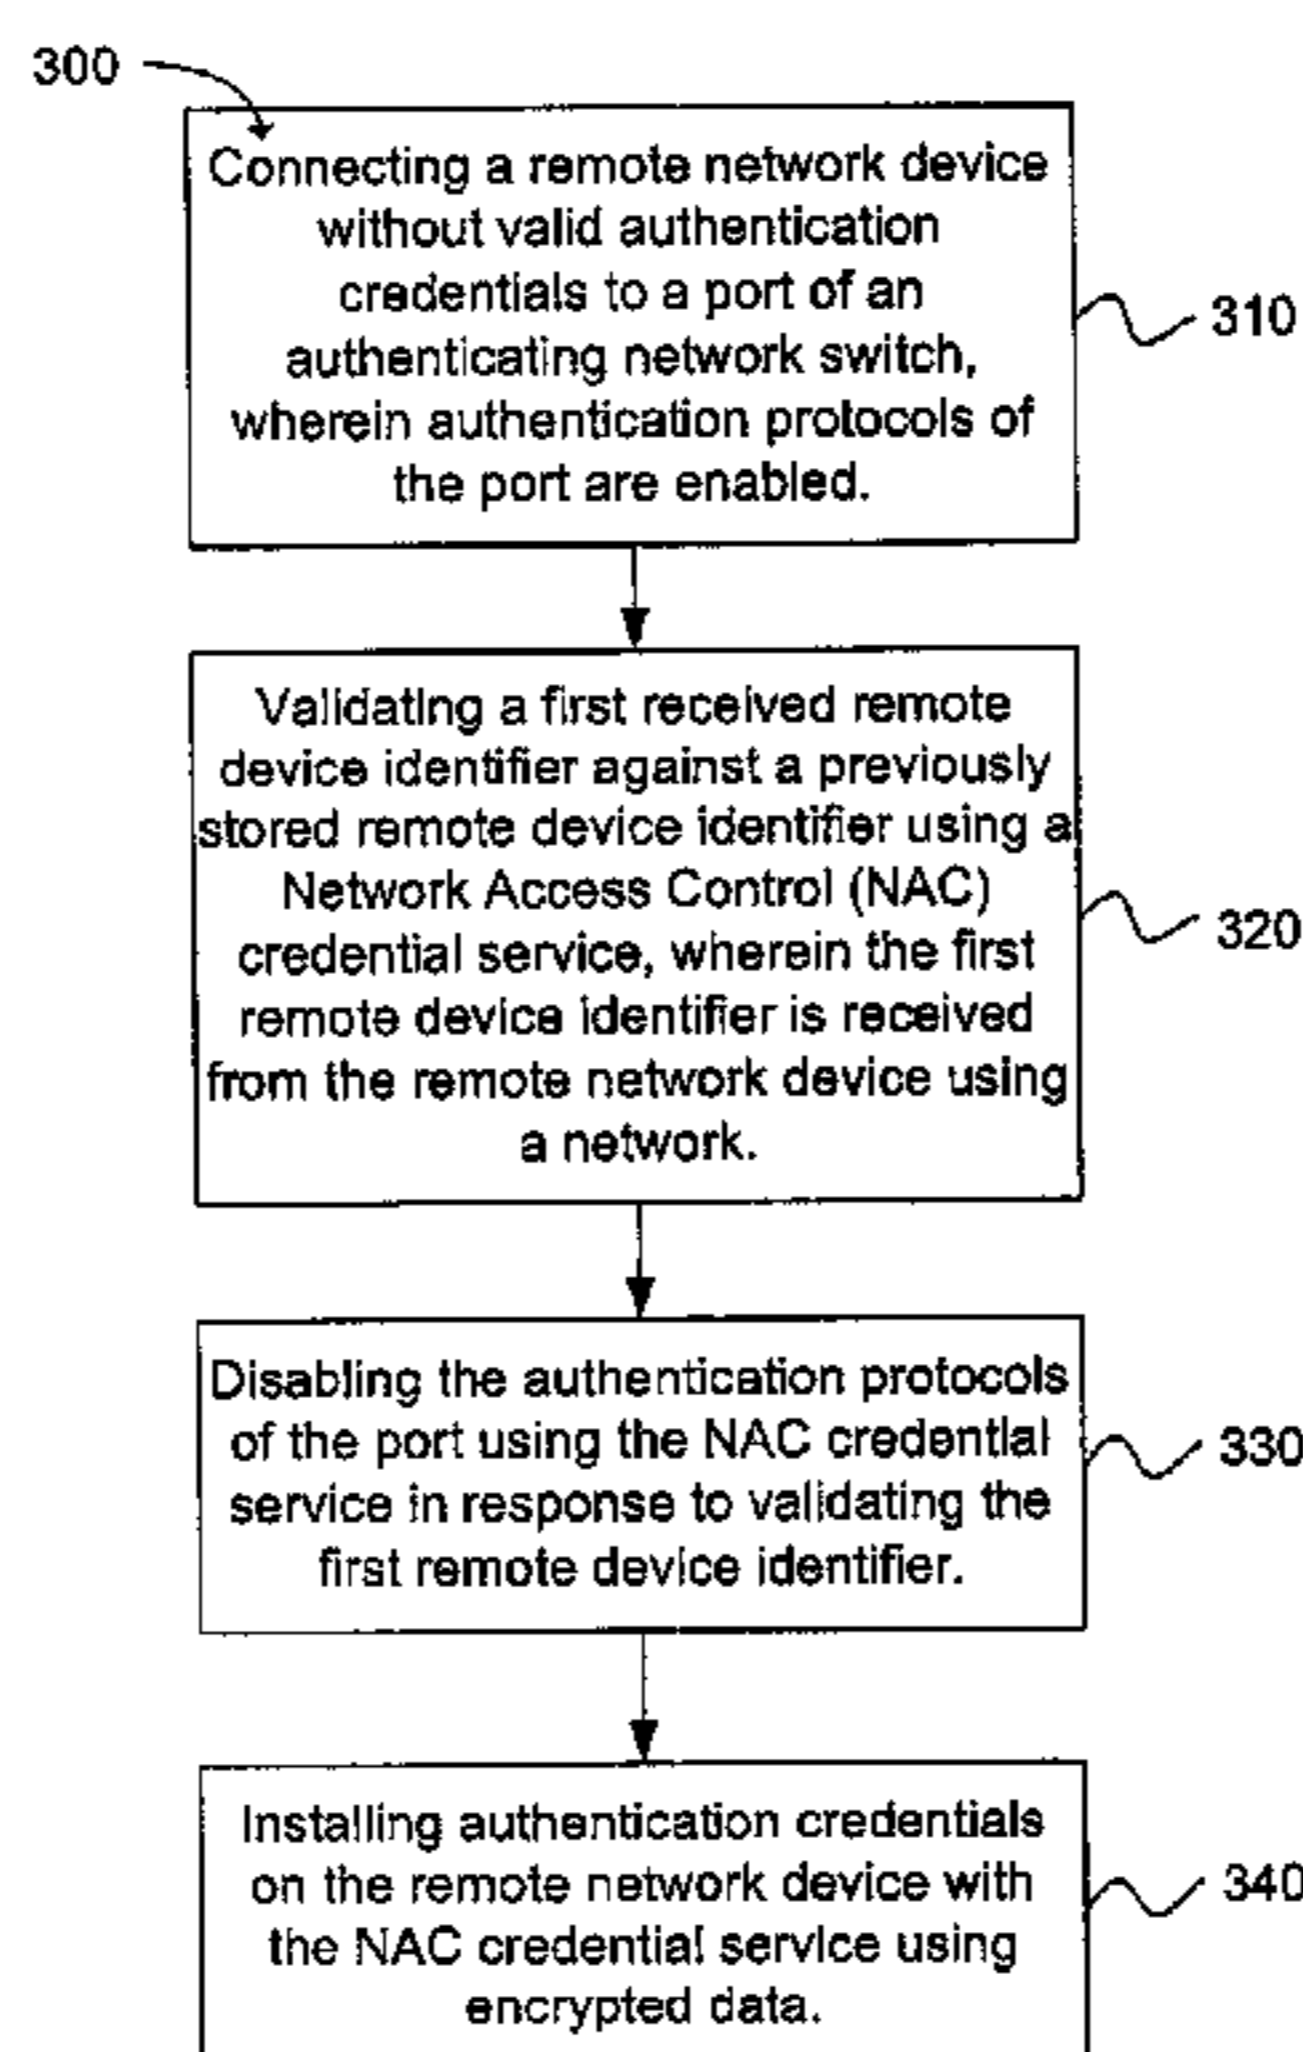 300
Connecting a remote network device
without valid authentication
credentials to a port of an
authenticating network switch,
wherein authentication protocols of
the port are enabled.
310
Validating a first received remote
device identifier against a previously
stored remote device identifier using a
Network Access Control (NAC)
credential service, wherein the first
remote device identifier is received
from the remote network device using
a network.
320
Disabling the authentication protocols
of the port using the NAC credential
service in response to validating the
first remote device identifier.
330
Installing authentication credentials
on the remote network device with
the NAC credential service using
encrypted data.
340